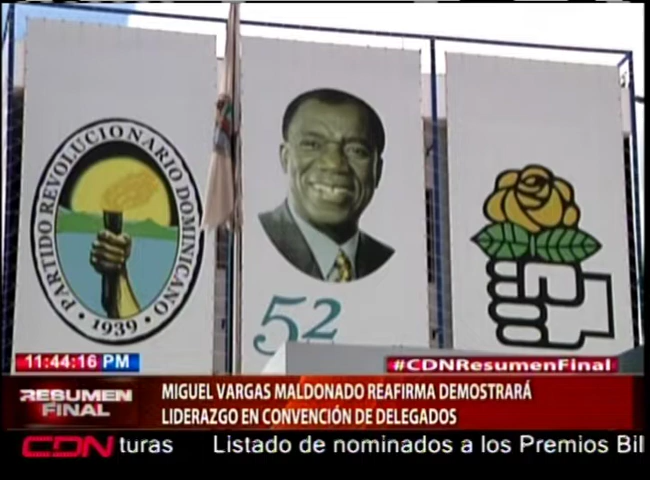 PARTIDO REVOLUCIONARIO DOMINICANO
• 1939 •
52
11:44:16 PM
#CDNResumenFinal
RESUMEN
FINAL
MIGUEL VARGAS MALDONADO REAFIRMA DEMOSTRARÁ
LIDERAZGO EN CONVENCIÓN DE DELEGADOS
CDN turas Listado de nominados a los Premios Bil